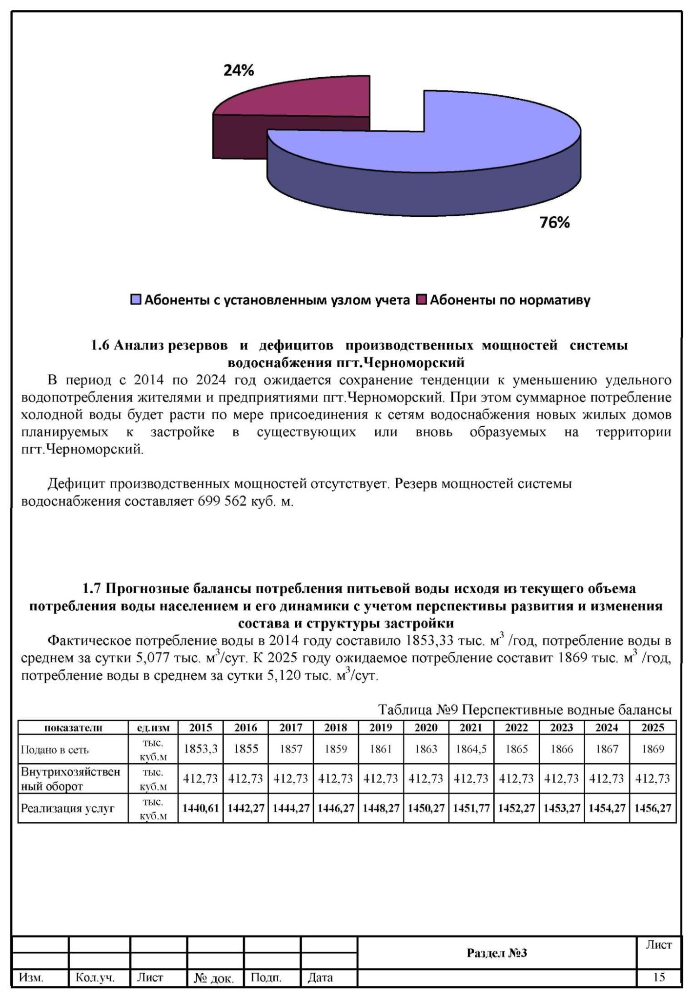 24%
76%
Абоненты с установленным узлом учета Абоненты по нормативу
1.6 Анализ резервов и дефицитов производственных мощностей системы
водоснабжения пгт.Черноморский
В период с 2014 по 2024 год ожидается сохранение тенденции к уменьшению удельного
водопотребления жителями и предприятиями пгт.Черноморский. При этом суммарное потребление
холодной воды будет расти по мере присоединения к сетям водоснабжения новых жилых домов
планируемых к застройке в существующих или вновь образуемых на территории
пгт.Черноморский.
Дефицит производственных мощностей отсутствует. Резерв мощностей системы
водоснабжения составляет 699 562 куб. м.
1.7 Прогнозные балансы потребления питьевой воды исходя из текущего объема
потребления воды населением и его динамики с учетом перспективы развития и изменения
состава и структуры застройки
Фактическое потребление воды в 2014 году составило 1853,33 тыс. м³ /год, потребление воды в
среднем за сутки 5,077 тыс. м³/сут. К 2025 году ожидаемое потребление составит 1869 тыс. м³ /год,
потребление воды в среднем за сутки 5,120 тыс. м³/сут.
Таблица №9 Перспективные водные балансы
показатели ед.изм 2015 2016 2017 2018 2019 2020 2021 2022 2023 2024 2025
Подано в сеть тыс. куб.м 1853,3 1855 1857 1859 1861 1863 1864,5 1865 1866 1867 1869
Внутрихозяйствен
ный оборот тыс. куб.м 412,73 412,73 412,73 412,73 412,73 412,73 412,73 412,73 412,73 412,73 412,73
Реализация услуг тыс. куб.м 1440,61 1442,27 1444,27 1446,27 1448,27 1450,27 1451,77 1452,27 1453,27 1454,27 1456,27
Раздел №3 Лист
Изм. Кол.уч. Лист № док. Подп. Дата 15